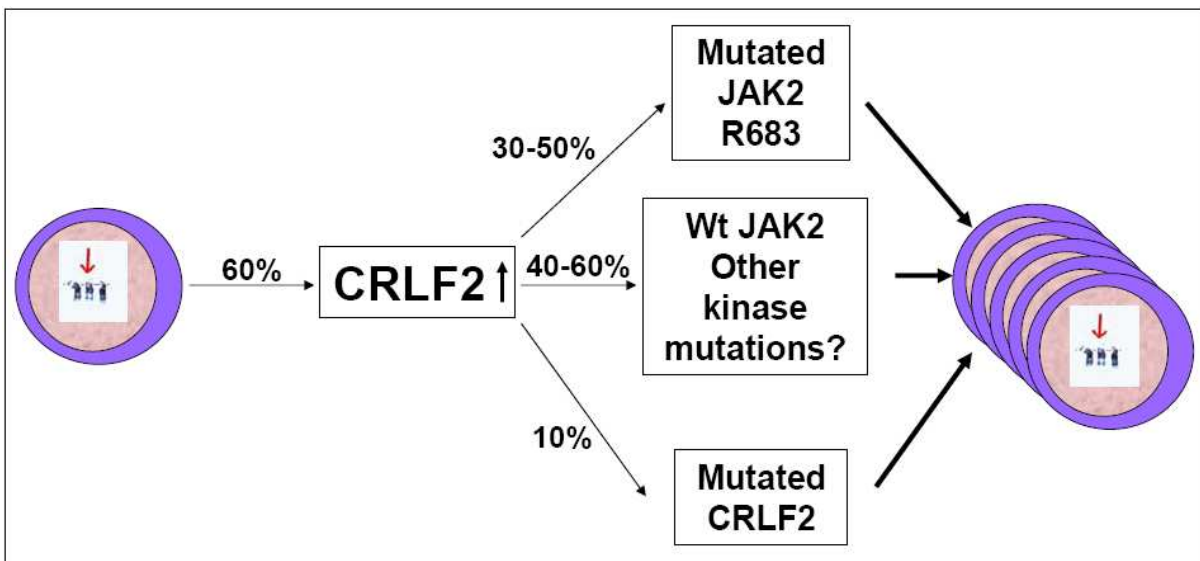 60%
CRLF2 ↑
30-50%
40-60%
10%
Mutated
JAK2
R683
Wt JAK2
Other
kinase
mutations?
Mutated
CRLF2